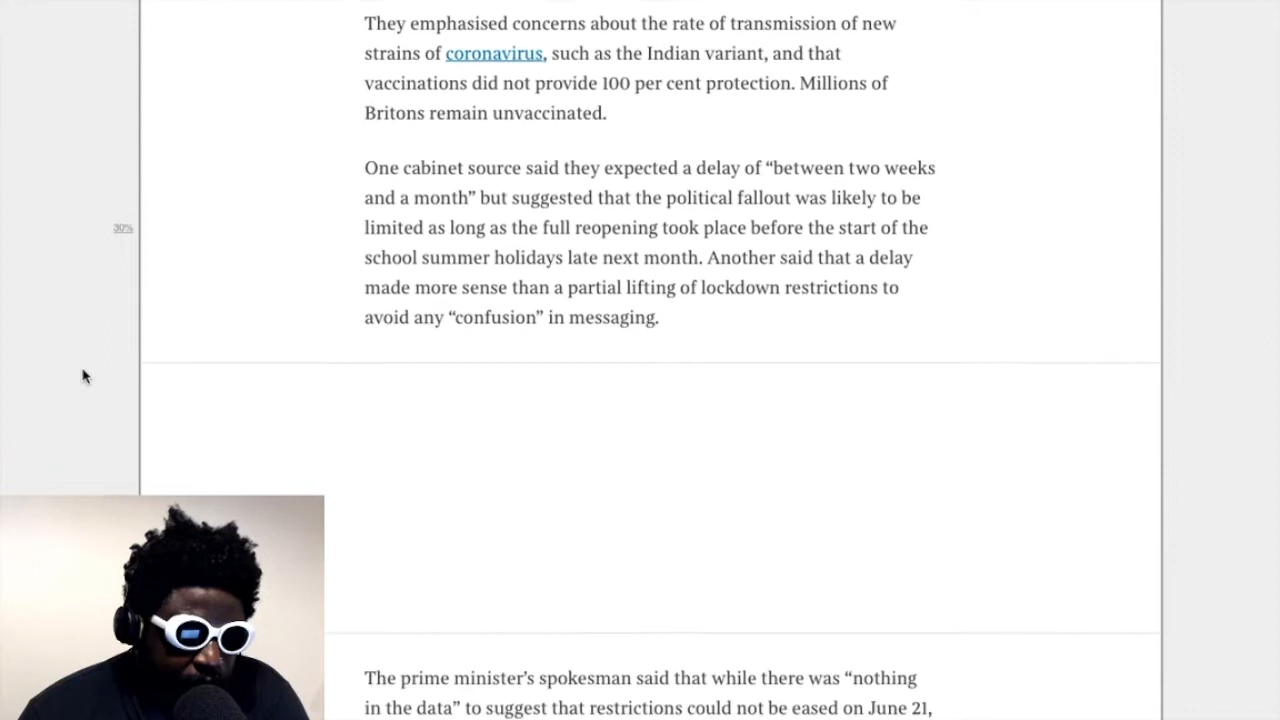 They emphasised concerns about the rate of transmission of new
strains of coronavirus, such as the Indian variant, and that
vaccinations did not provide 100 per cent protection. Millions of
Britons remain unvaccinated.
One cabinet source said they expected a delay of “between two weeks
and a month” but suggested that the political fallout was likely to be
limited as long as the full reopening took place before the start of the
school summer holidays late next month. Another said that a delay
made more sense than a partial lifting of lockdown restrictions to
avoid any “confusion” in messaging.
30%
The prime minister’s spokesman said that while there was “nothing
in the data” to suggest that restrictions could not be eased on June 21,